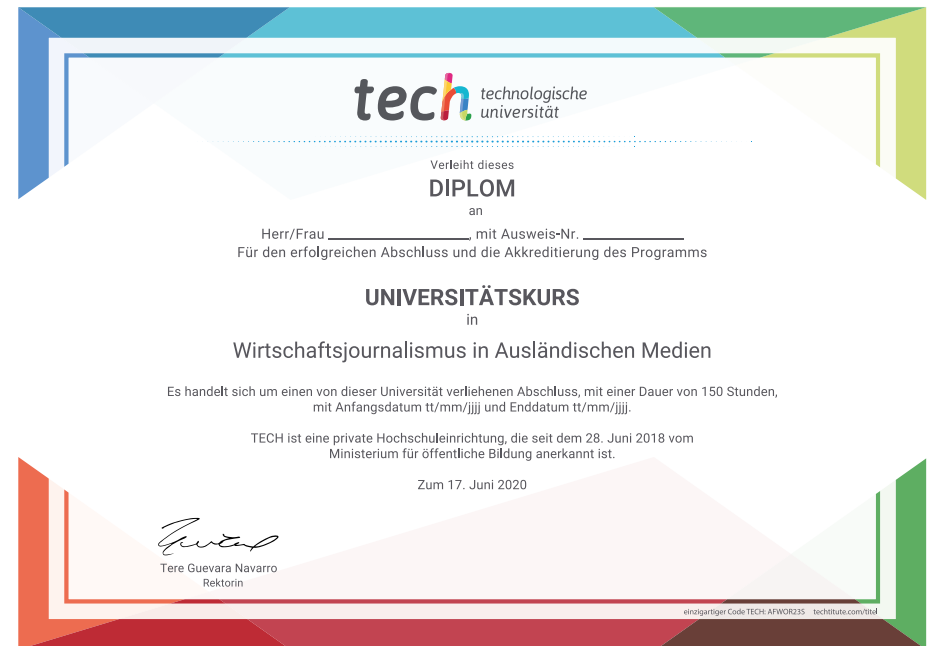 tech technologische
universität
Verleiht dieses
DIPLOM
an
Herr/Frau ________________, mit Ausweis-Nr. ____________
Für den erfolgreichen Abschluss und die Akkreditierung des Programms
UNIVERSITÄTSKURS
in
Wirtschaftsjournalismus in Ausländischen Medien
Es handelt sich um einen von dieser Universität verliehenen Abschluss, mit einer Dauer von 150 Stunden,
mit Anfangsdatum tt/mm/jjjj und Enddatum tt/mm/jjjj.
TECH ist eine private Hochschuleinrichtung, die seit dem 28. Juni 2018 vom
Ministerium für öffentliche Bildung anerkannt ist.
Zum 17. Juni 2020
Tere Guevara Navarro
Rektorin
einzigartiger Code TECH: AFWOR235 techtitute.com/titel